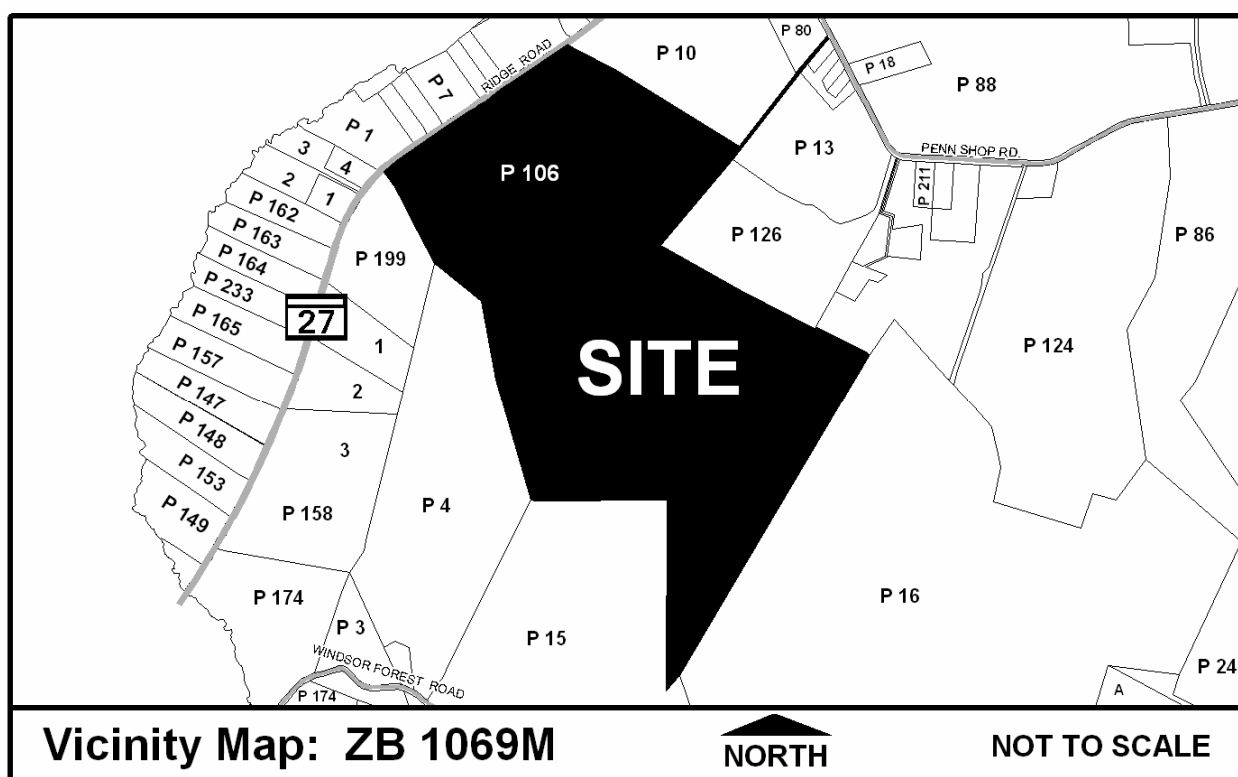 P 80
P 10
P 18
P 88
RIDGE ROAD
P 7
P 1
3
4
2
1
P 13
PENN SHOP RD.
P 106
P 211
P 162
P 163
P 199
P 126
P 86
P 164
P 233
27
P 165
1
P 124
SITE
P 157
2
P 147
P 148
3
P 153
P 149
P 158
P 4
P 174
P 16
P 3
P 15
WINDSOR FOREST ROAD
P 24
P 174
A
Vicinity Map: ZB 1069M
NORTH
NOT TO SCALE